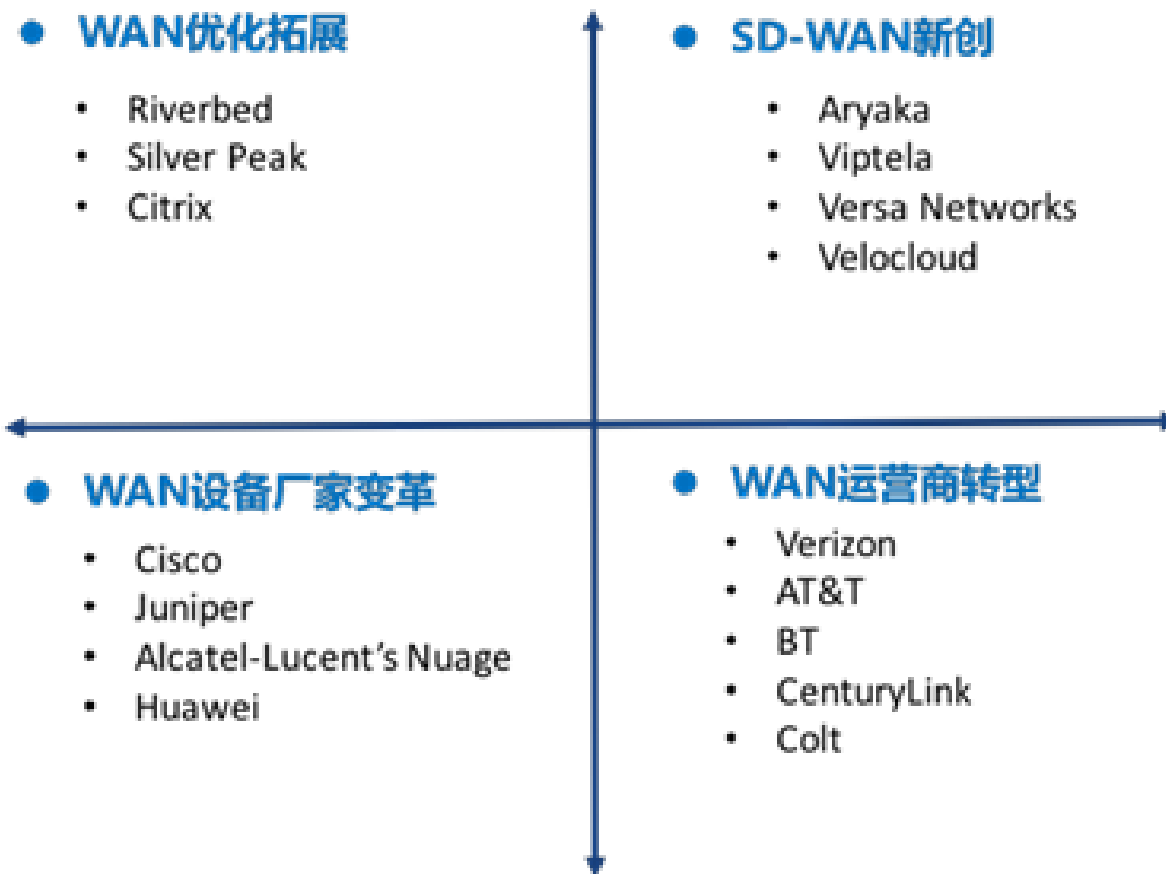 WAN优化拓展
Riverbed
Silver Peak
Citrix
SD-WAN新创
Aryaka
Viptela
Versa Networks
Velocloud
WAN设备厂家变革
Cisco
Juniper
Alcatel-Lucent's Nuage
Huawei
WAN运营商转型
Verizon
AT&T
BT
CenturyLink
Colt